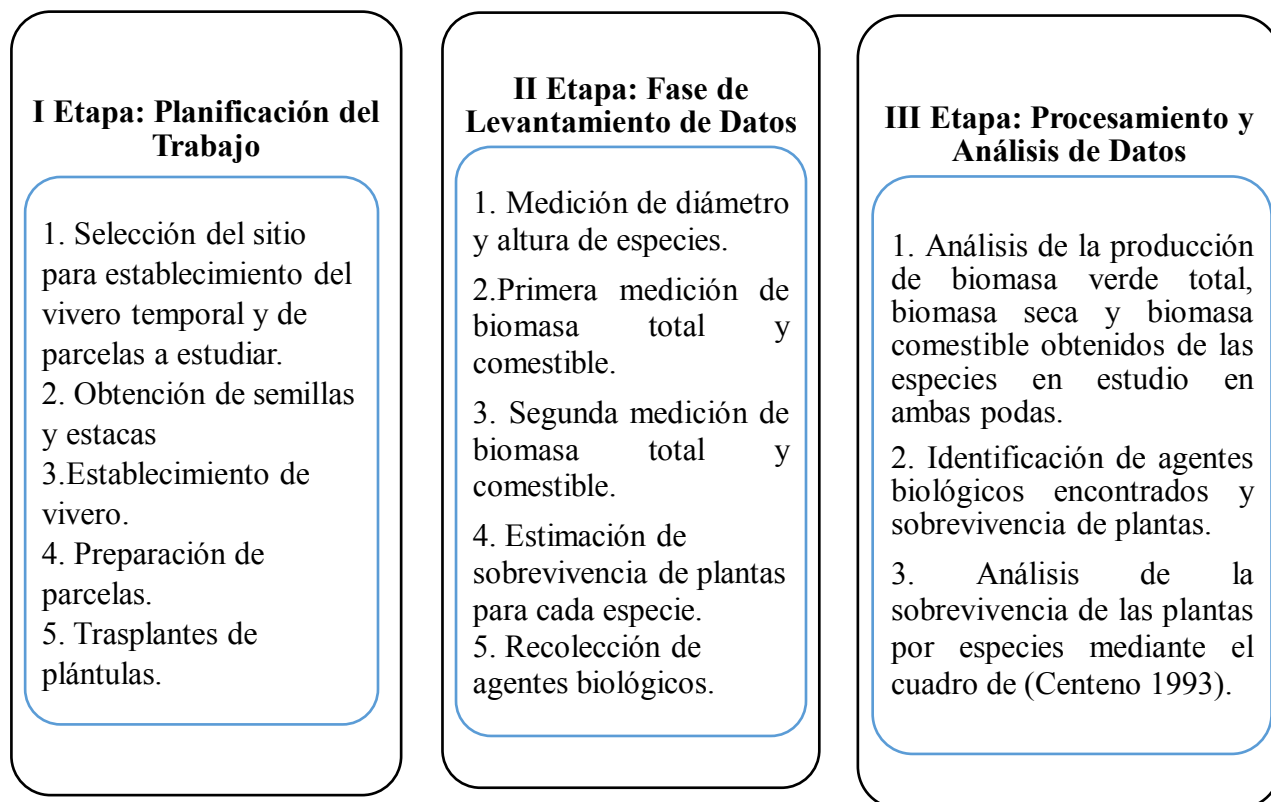 I Etapa: Planificación del
Trabajo
1. Selección del sitio
para establecimiento del
vivero temporal y de
parcelas a estudiar.
2. Obtención de semillas
y estacas
3.Establecimiento de
vivero.
4. Preparación de
parcelas.
5. Trasplantes de
plántulas.
II Etapa: Fase de
Levantamiento de Datos
1. Medición de diámetro
y altura de especies.
2.Primera medición de
biomasa total y
comestible.
3. Segunda medición de
biomasa total y
comestible.
4. Estimación de
sobrevivencia de plantas
para cada especie.
5. Recolección de
agentes biológicos.
III Etapa: Procesamiento y
Análisis de Datos
1. Análisis de la producción
de biomasa verde total,
biomasa seca y biomasa
comestible obtenidos de las
especies en estudio en
ambas podas.
2. Identificación de agentes
biológicos encontrados y
sobrevivencia de plantas.
3. Análisis de la
sobrevivencia de las plantas
por especies mediante el
cuadro de (Centeno 1993).